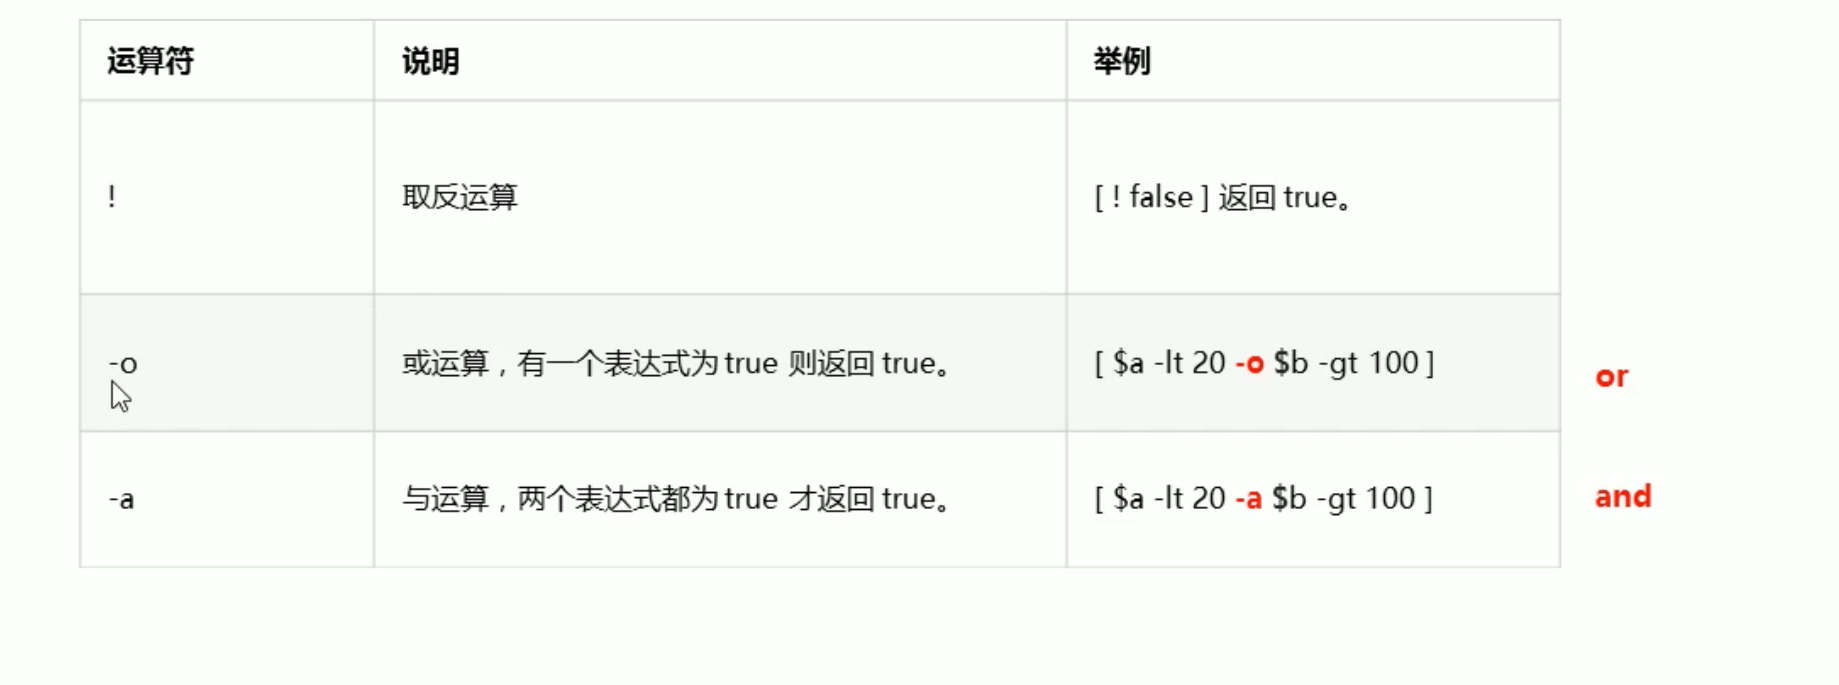 运算符 说明 举例
! 取反运算 [ ! false ] 返回 true。
-o 或运算，有一个表达式为 true 则返回 true。 [ $a -lt 20 -o $b -gt 100 ] or
-a 与运算，两个表达式都为 true 才返回 true。 [ $a -lt 20 -a $b -gt 100 ] and